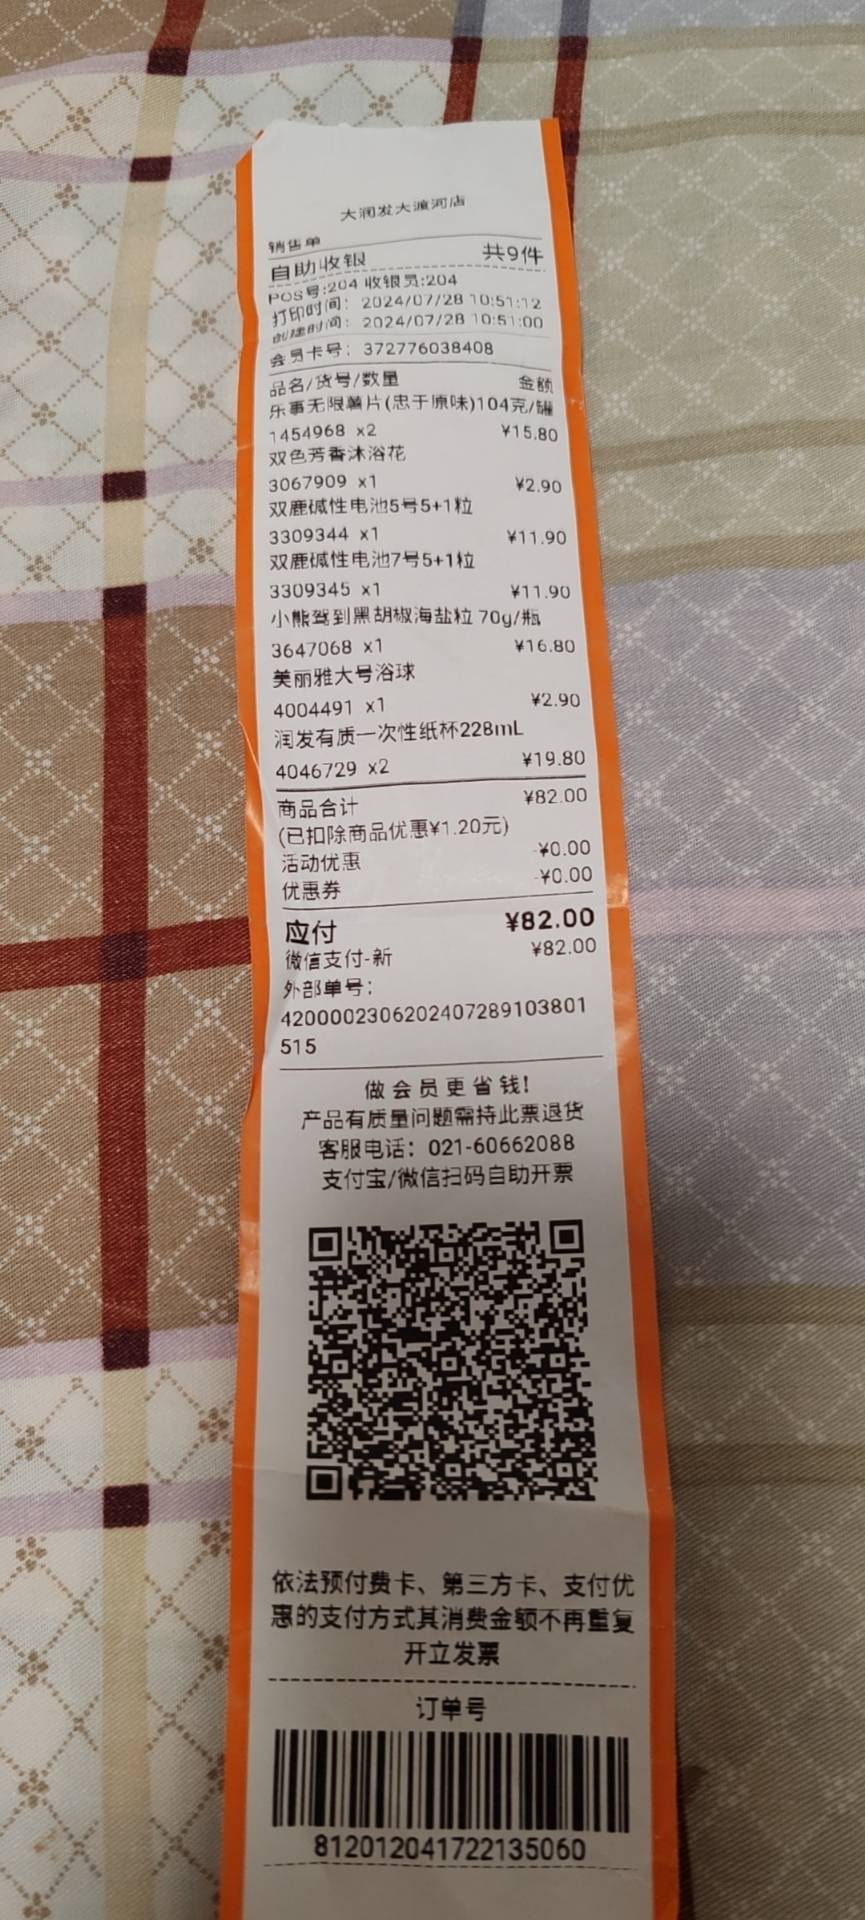 大润发大渡河店
销售单
自助收银 共9件
POS号:204 收银员:204
打印时间: 2024/07/28 10:51:12
创建时间: 2024/07/28 10:51:00
会员卡号: 372776038408
品名/货号/数量 金额
乐事无限薯片(忠于原味)104克/罐
1454968 x2 ¥15.80
双色芳香沐浴花
3067909 x1 ¥2.90
双鹿碱性电池5号5+1粒
3309344 x1 ¥11.90
双鹿碱性电池7号5+1粒
3309345 x1 ¥11.90
小熊驾到黑胡椒海盐粒 70g/瓶
3647068 x1 ¥16.80
美丽雅大号浴球
4004491 x1 ¥2.90
润发有质一次性纸杯228mL
4046729 x2 ¥19.80
商品合计 ¥82.00
(已扣除商品优惠¥1.20元)
活动优惠 -¥0.00
优惠券 -¥0.00
应付 ¥82.00
微信支付-新 ¥82.00
外部单号:
4200002306202407289103801
515
做会员更省钱!
产品有质量问题需持此票退货
客服电话: 021-60662088
支付宝/微信扫码自助开票
依法预付费卡、第三方卡、支付优
惠的支付方式其消费金额不再重复
开立发票
订单号
812012041722135060